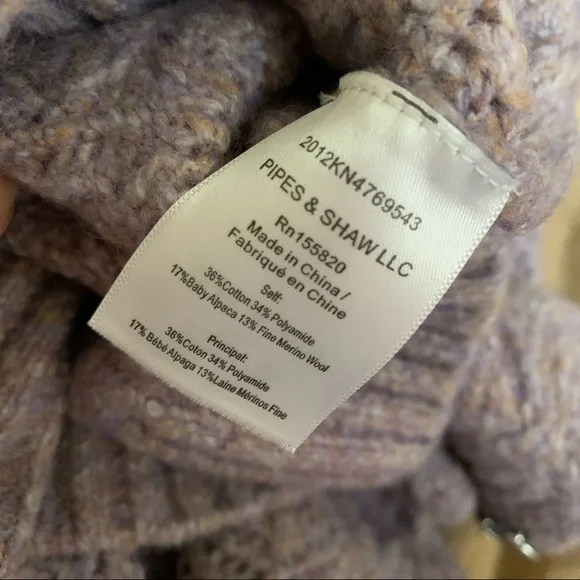 2012KN4769543
PIPES & SHAW LLC
Rn155820
Made in China /
Fabriqué en Chine
Self:
36%Cotton 34% Polyamide
17%Baby Alpaca 13% Fine Merino Wool
Principal:
36%Coton 34% Polyamide
17% Bébé Alpaga 13%Laine Mérinos Fine